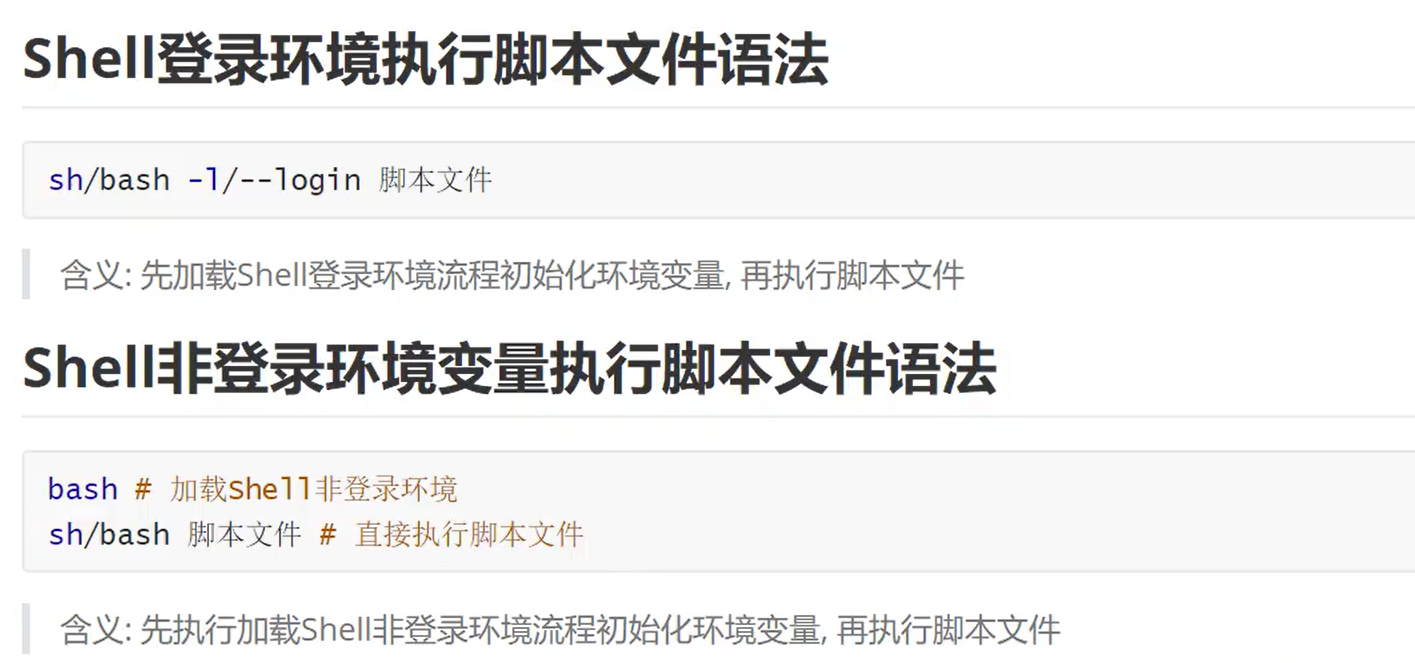 Shell登录环境执行脚本文件语法
sh/bash -l/--login 脚本文件
含义: 先加载Shell登录环境流程初始化环境变量, 再执行脚本文件
Shell非登录环境变量执行脚本文件语法
bash # 加载Shell非登录环境
sh/bash 脚本文件 # 直接执行脚本文件
含义: 先执行加载Shell非登录环境流程初始化环境变量, 再执行脚本文件